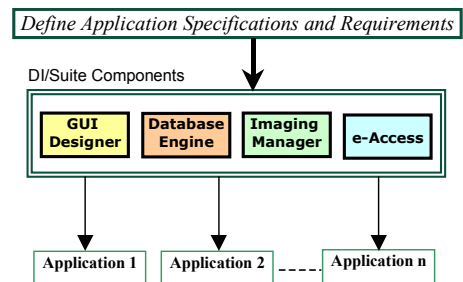 Define Application Specifications and Requirements
DI/Suite Components
GUI
Designer
Database
Engine
Imaging
Manager
e-Access
Application 1
Application 2
Application n